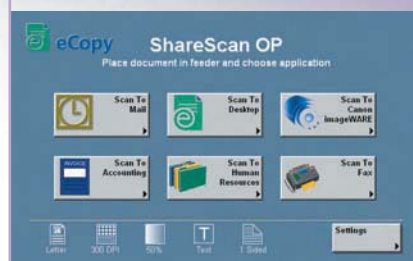 eCopy
ShareScan OP
Place document in feeder and choose application
Scan To
Mail
Scan To
Desktop
Scan To
Canon
imageWARE
INVOICE
Scan To
Accounting
Scan To
Human
Resources
Scan To
Fax
Letter
300 DPI
50%
T
Text
1 Sided
Settings